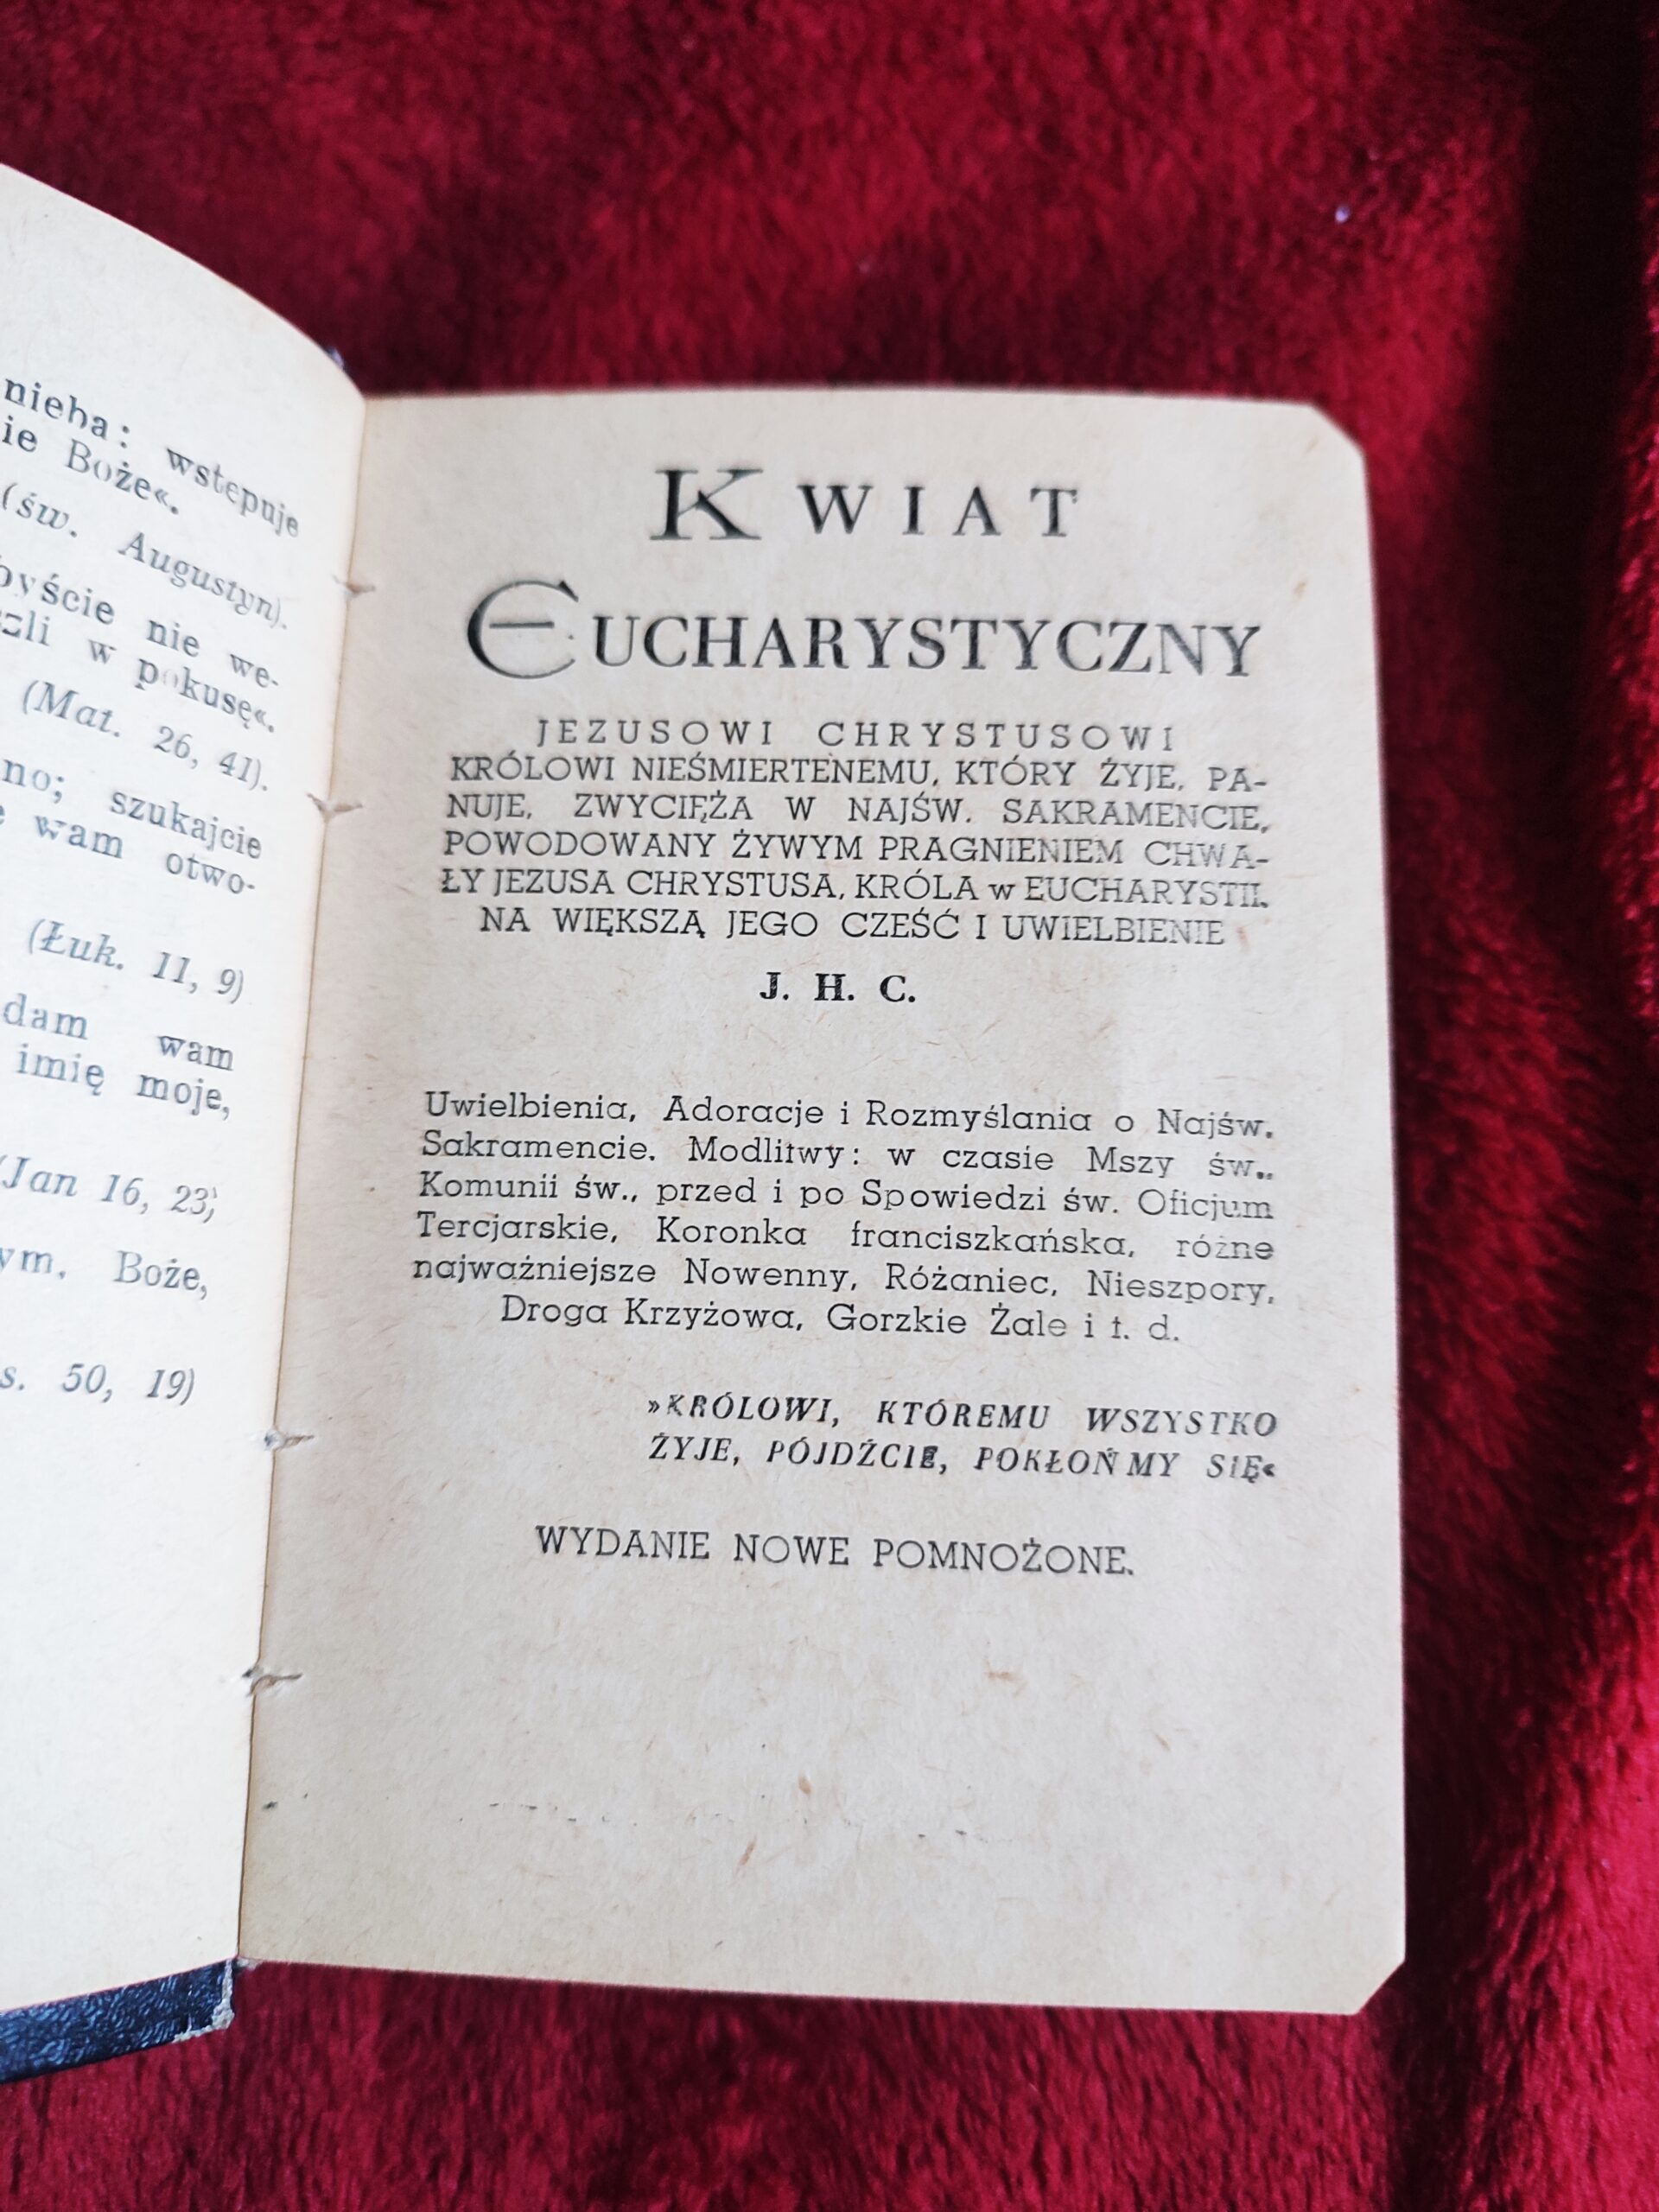 nieba: wstępuje
ie Boże«.
(św. Augustyn).
byście nie we-
szli w pokusę«.
(Mat. 26, 41).
no; szukajcie
wam otwo-
(Łuk. 11, 9)
dam wam
imię moje,
(Jan 16, 23)
ym, Boże,
s. 50, 19)
KWIAT
EUCHARYSTYCZNY
JEZUSOWI CHRYSTUSOWI
KRÓLOWI NIEŚMIERTENEMU, KTÓRY ŻYJE, PA-
NUJE, ZWYCIĘŻA W NAJŚW. SAKRAMENCIE,
POWODOWANY ŻYWYM PRAGNIENIEM CHWA-
ŁY JEZUSA CHRYSTUSA, KRÓLA w EUCHARYSTII.
NA WIĘKSZĄ JEGO CZEŚĆ I UWIELBIENIE
J. H. C.
Uwielbienia, Adoracje i Rozmyślania o Najśw.
Sakramencie. Modlitwy: w czasie Mszy św.,
Komunii św., przed i po Spowiedzi św. Oficjum
Tercjarskie, Koronka franciszkańska, różne
najważniejsze Nowenny, Różaniec, Nieszpory,
Droga Krzyżowa, Gorzkie Żale i t. d.
»KRÓLOWI, KTÓREMU WSZYSTKO
ŻYJE, PÓJDŹCIE, POKŁOŃMY SIĘ«
WYDANIE NOWE POMNOŻONE.